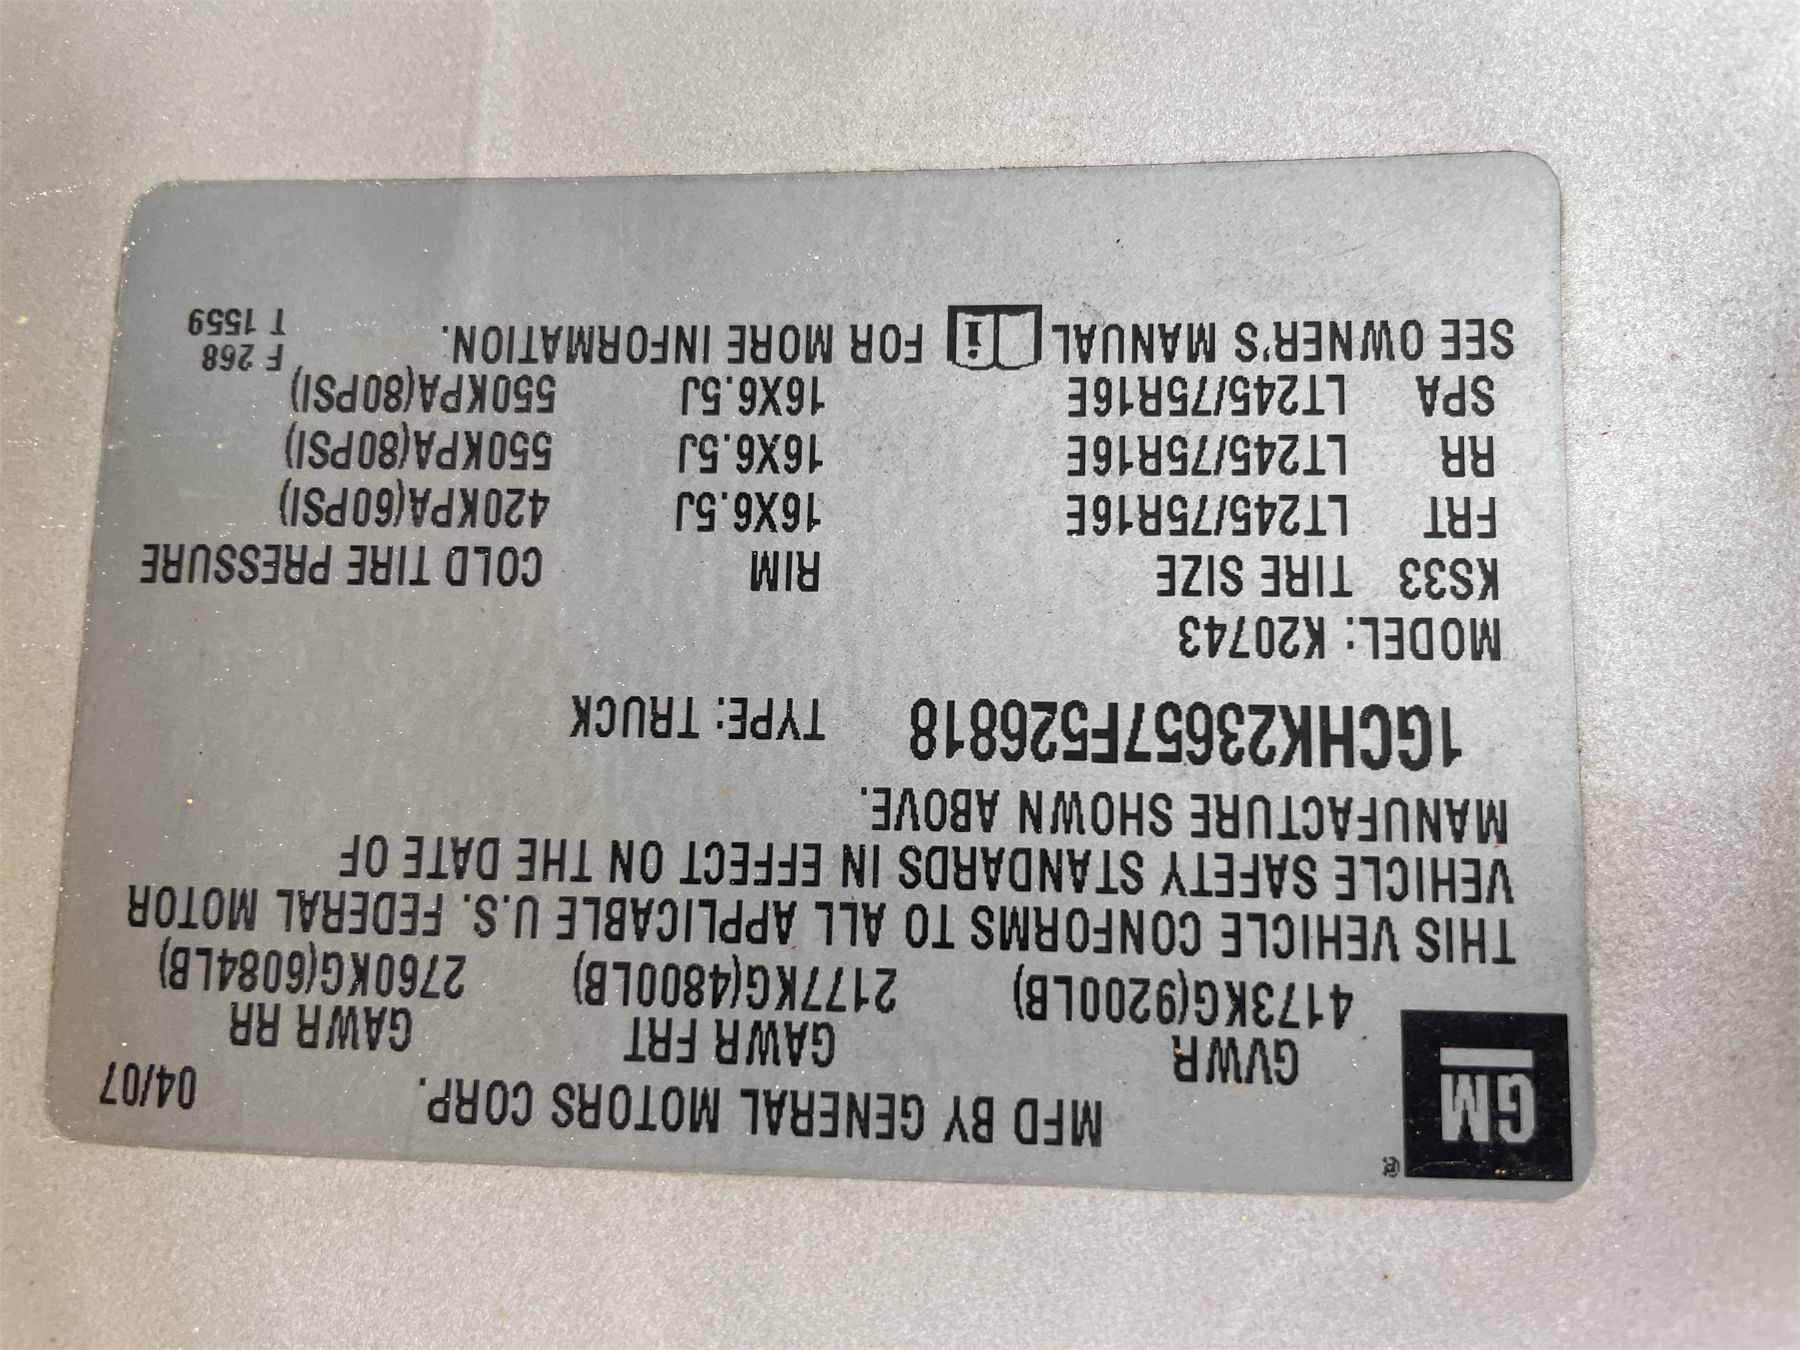 GM ®
MFD BY GENERAL MOTORS CORP. 04/07
GVWR GAWR FRT GAWR RR
4173KG(9200LB) 2177KG(4800LB) 2760KG(6084LB)
THIS VEHICLE CONFORMS TO ALL APPLICABLE U.S. FEDERAL MOTOR
VEHICLE SAFETY STANDARDS IN EFFECT ON THE DATE OF
MANUFACTURE SHOWN ABOVE.
1GCHK23657F526818 TYPE: TRUCK
MODEL: K20743
KS33 TIRE SIZE RIM COLD TIRE PRESSURE
FRT LT245/75R16E 16X6.5J 420KPA(60PSI)
RR LT245/75R16E 16X6.5J 550KPA(80PSI)
SPA LT245/75R16E 16X6.5J 550KPA(80PSI)
SEE OWNER'S MANUAL i FOR MORE INFORMATION.
F 268
T 1559